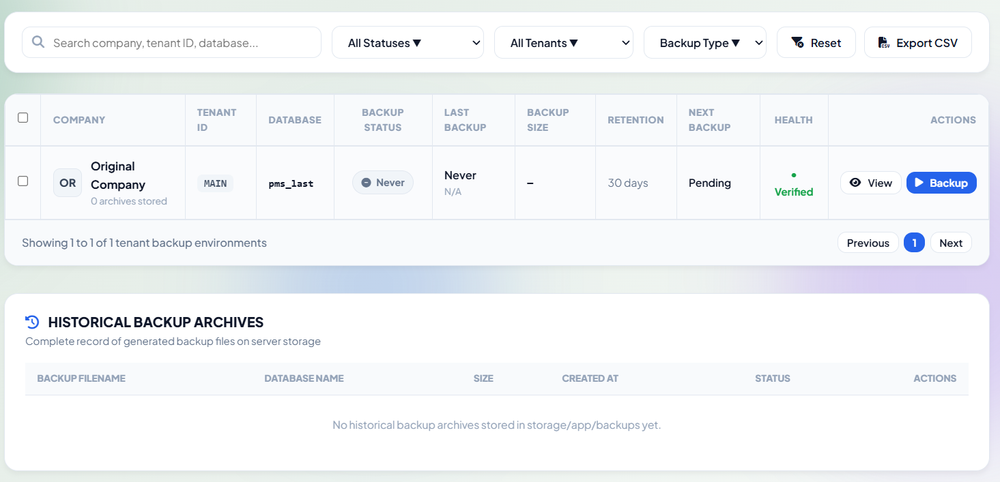 Search company, tenant ID, database...
All Statuses ▼
All Tenants ▼
Backup Type ▼
Reset
Export CSV
COMPANY
TENANT ID
DATABASE
BACKUP STATUS
LAST BACKUP
BACKUP SIZE
RETENTION
NEXT BACKUP
HEALTH
ACTIONS
OR
Original
Company
0 archives stored
MAIN
pms_last
Never
Never
N/A
–
30 days
Pending
•
Verified
View
Backup
Showing 1 to 1 of 1 tenant backup environments
Previous
1
Next
HISTORICAL BACKUP ARCHIVES
Complete record of generated backup files on server storage
BACKUP FILENAME
DATABASE NAME
SIZE
CREATED AT
STATUS
ACTIONS
No historical backup archives stored in storage/app/backups yet.